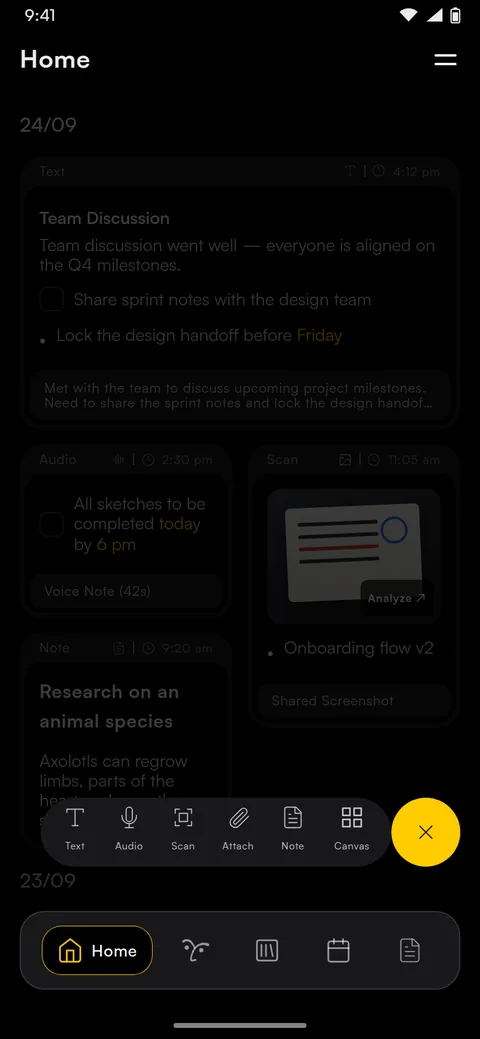 9:41
Home
24/09
Text
4:12 pm
Team Discussion
Team discussion went well — everyone is aligned on
the Q4 milestones.
Share sprint notes with the design team
• Lock the design handoff before Friday
Met with the team to discuss upcoming project milestones.
Need to share the sprint notes and lock the design handof...
Audio
2:30 pm
All sketches to be
completed today
by 6 pm
Voice Note (42s)
Scan
11:05 am
Analyze ↗
• Onboarding flow v2
Shared Screenshot
Note
9:20 am
Research on an
animal species
Axolotls can regrow
limbs, parts of the
Text
Audio
Scan
Attach
Note
Canvas
23/09
Home